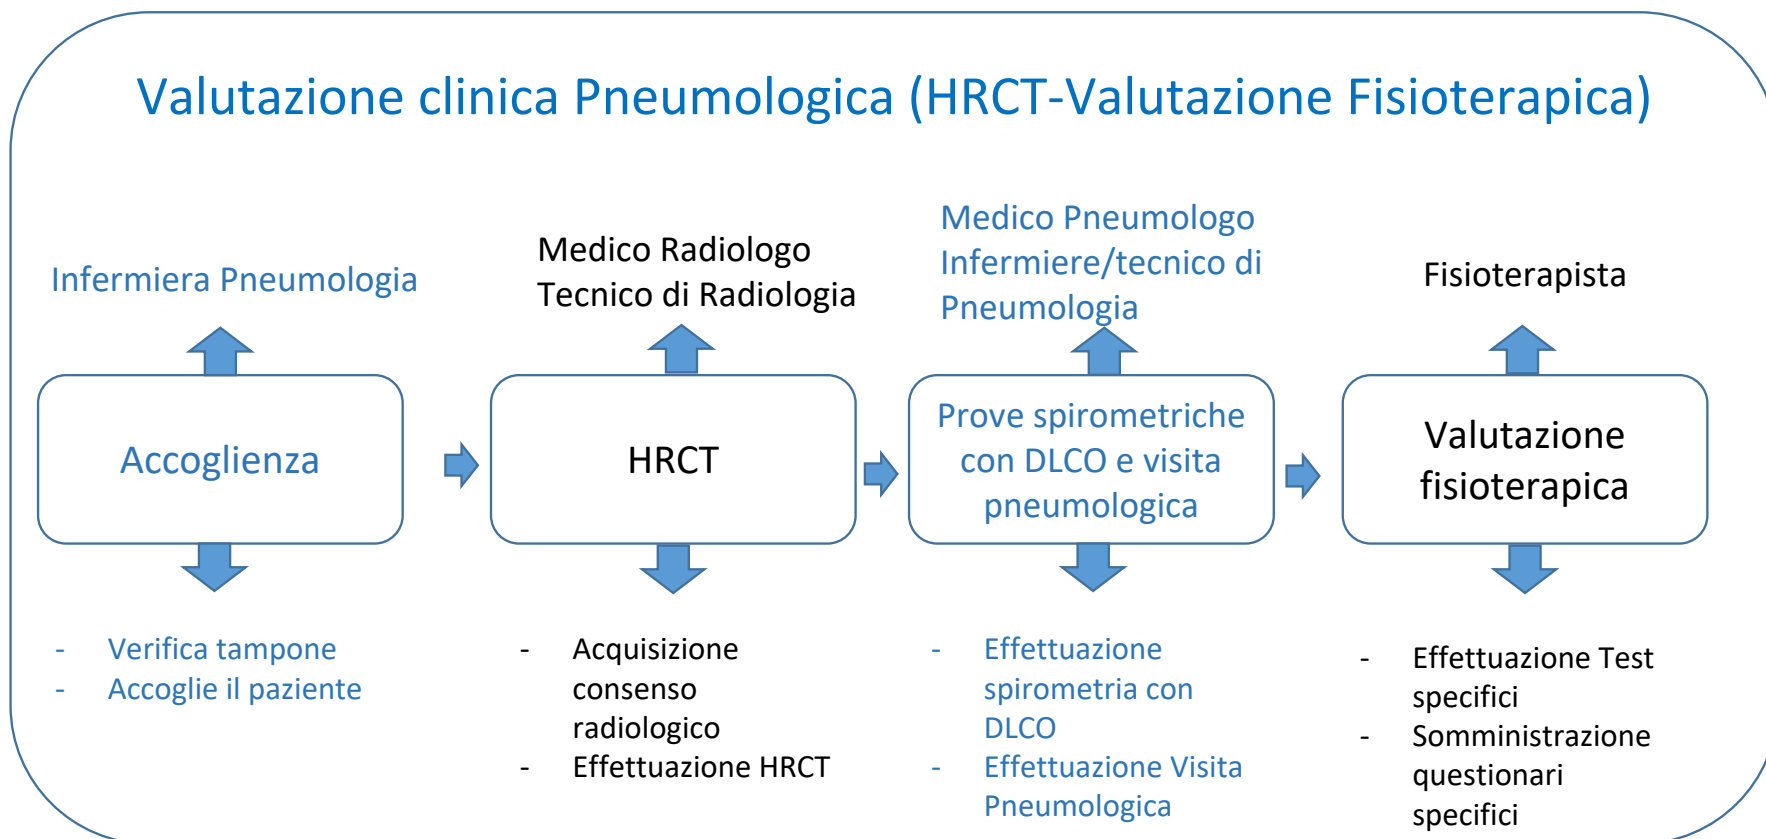 Valutazione clinica Pneumologica (HRCT-Valutazione Fisioterapica)
Infermiera Pneumologia
Medico Radiologo
Tecnico di Radiologia
Medico Pneumologo
Infermiere/tecnico di
Pneumologia
Fisioterapista
Accoglienza
HRCT
Prove spirometriche
con DLCO e visita
pneumologica
Valutazione
fisioterapica
- Verifica tampone
- Accoglie il paziente
- Acquisizione
consenso
radiologico
- Effettuazione HRCT
- Effettuazione
spirometria con
DLCO
- Effettuazione Visita
Pneumologica
- Effettuazione Test
specifici
- Somministrazione
questionari
specifici